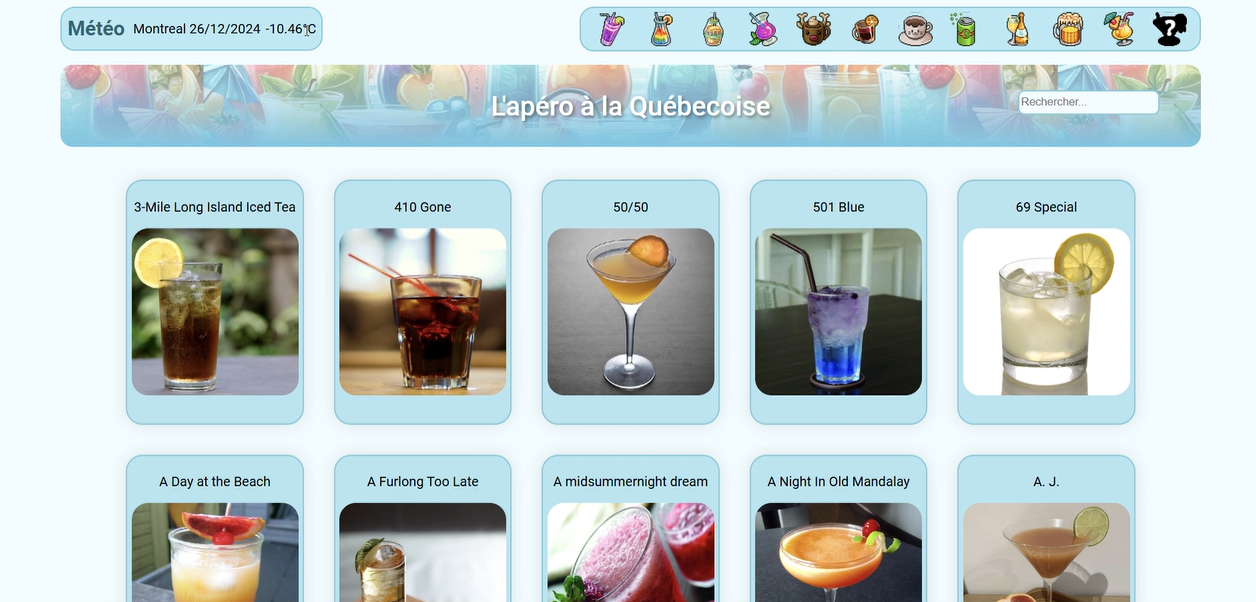 Météo Montreal 26/12/2024 -10.46°C
?
L'apéro à la Québecoise
Rechercher...
3-Mile Long Island Iced Tea
410 Gone
50/50
501 Blue
69 Special
A Day at the Beach
A Furlong Too Late
A midsummernight dream
A Night In Old Mandalay
A. J.